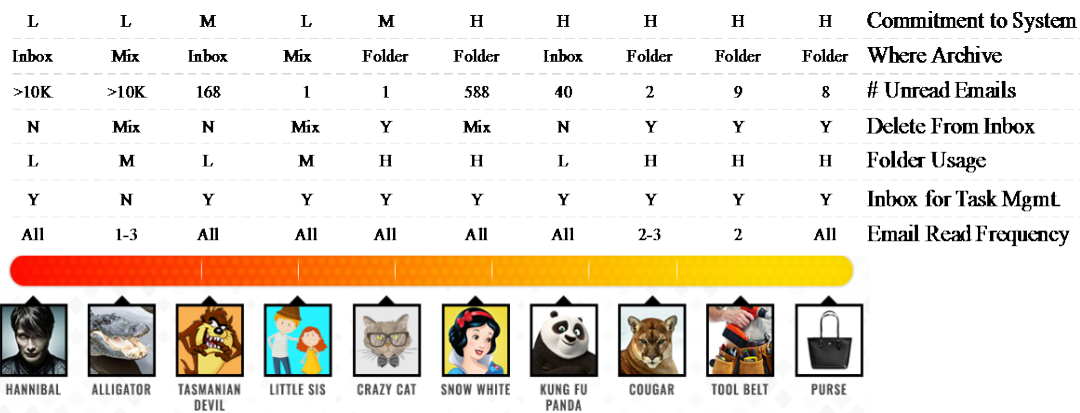 L L M L M H H H H H Commitment to System
Inbox Mix Inbox Mix Folder Folder Inbox Folder Folder Folder Where Archive
>10K >10K 168 1 1 588 40 2 9 8 # Unread Emails
N Mix N Mix Y Mix N Y Y Y Delete From Inbox
L M L M H H L H H H Folder Usage
Y N Y Y Y Y Y Y Y Y Inbox for Task Mgmt.
All 1-3 All All All All All 2-3 2 All Email Read Frequency
HANNIBAL ALLIGATOR TASMANIAN LITTLE SIS CRAZY CAT SNOW WHITE KUNG FU COUGAR TOOL BELT PURSE
DEVIL PANDA